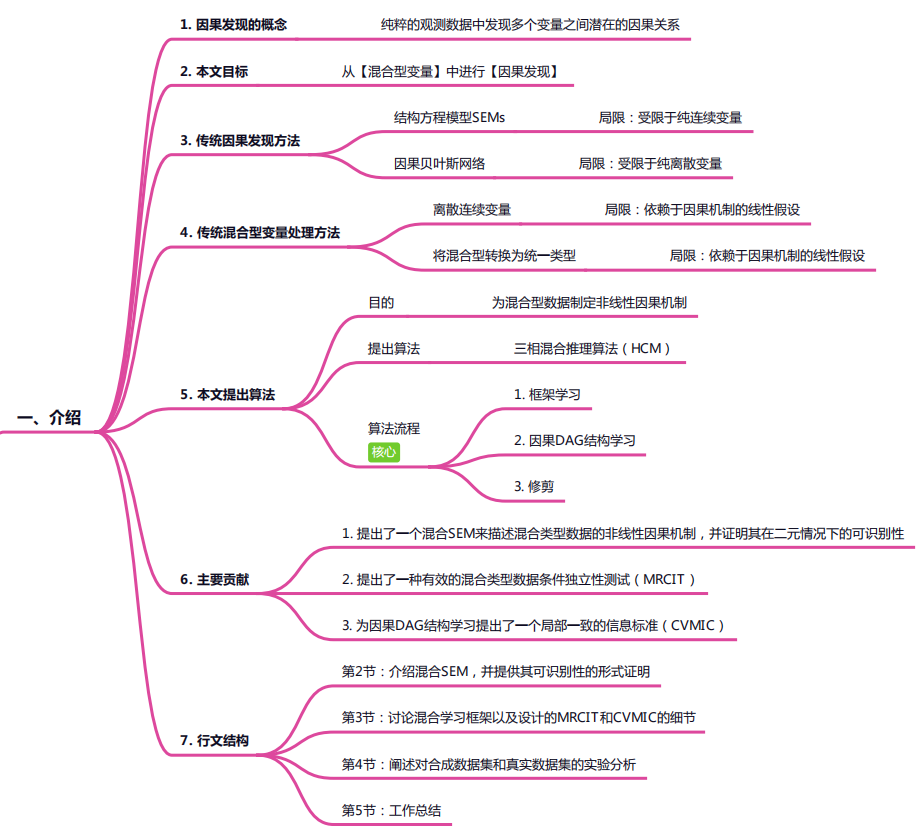 1. 因果发现的概念
纯粹的观测数据中发现多个变量之间潜在的因果关系
2. 本文目标
从【混合型变量】中进行【因果发现】
3. 传统因果发现方法
结构方程模型SEMs
局限：受限于纯连续变量
因果贝叶斯网络
局限：受限于纯离散变量
4. 传统混合型变量处理方法
离散连续变量
局限：依赖于因果机制的线性假设
将混合型转换为统一类型
局限：依赖于因果机制的线性假设
一、介绍
5. 本文提出算法
目的
为混合型数据制定非线性因果机制
提出算法
三相混合推理算法（HCM）
算法流程
核心
1. 框架学习
2. 因果DAG结构学习
3. 修剪
6. 主要贡献
1. 提出了一个混合SEM来描述混合类型数据的非线性因果机制，并证明其在二元情况下的可识别性
2. 提出了一种有效的混合类型数据条件独立性测试（MRCIT）
3. 为因果DAG结构学习提出了一个局部一致的信息标准（CVMIC）
7. 行文结构
第2节：介绍混合SEM，并提供其可识别性的形式证明
第3节：讨论混合学习框架以及设计的MRCIT和CVMIC的细节
第4节：阐述对合成数据集和真实数据集的实验分析
第5节：工作总结